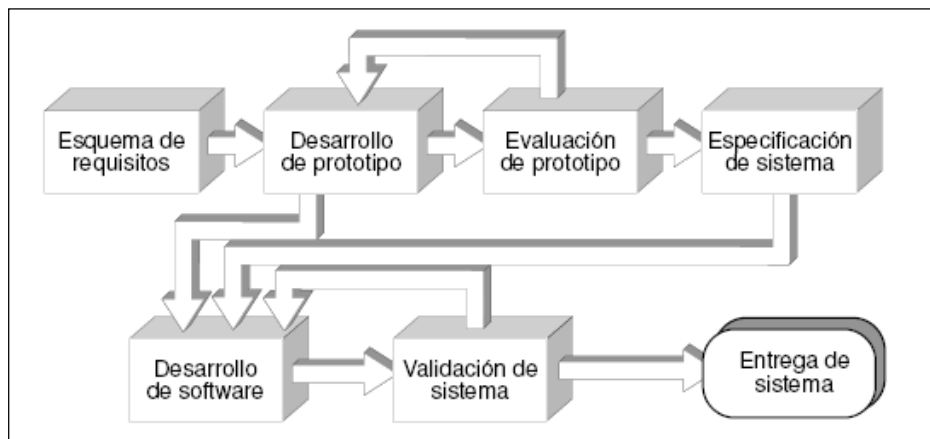 Esquema de
requisitos
Desarrollo
de prototipo
Evaluación
de prototipo
Especificación
de sistema
Desarrollo
de software
Validación de
sistema
Entrega de
sistema